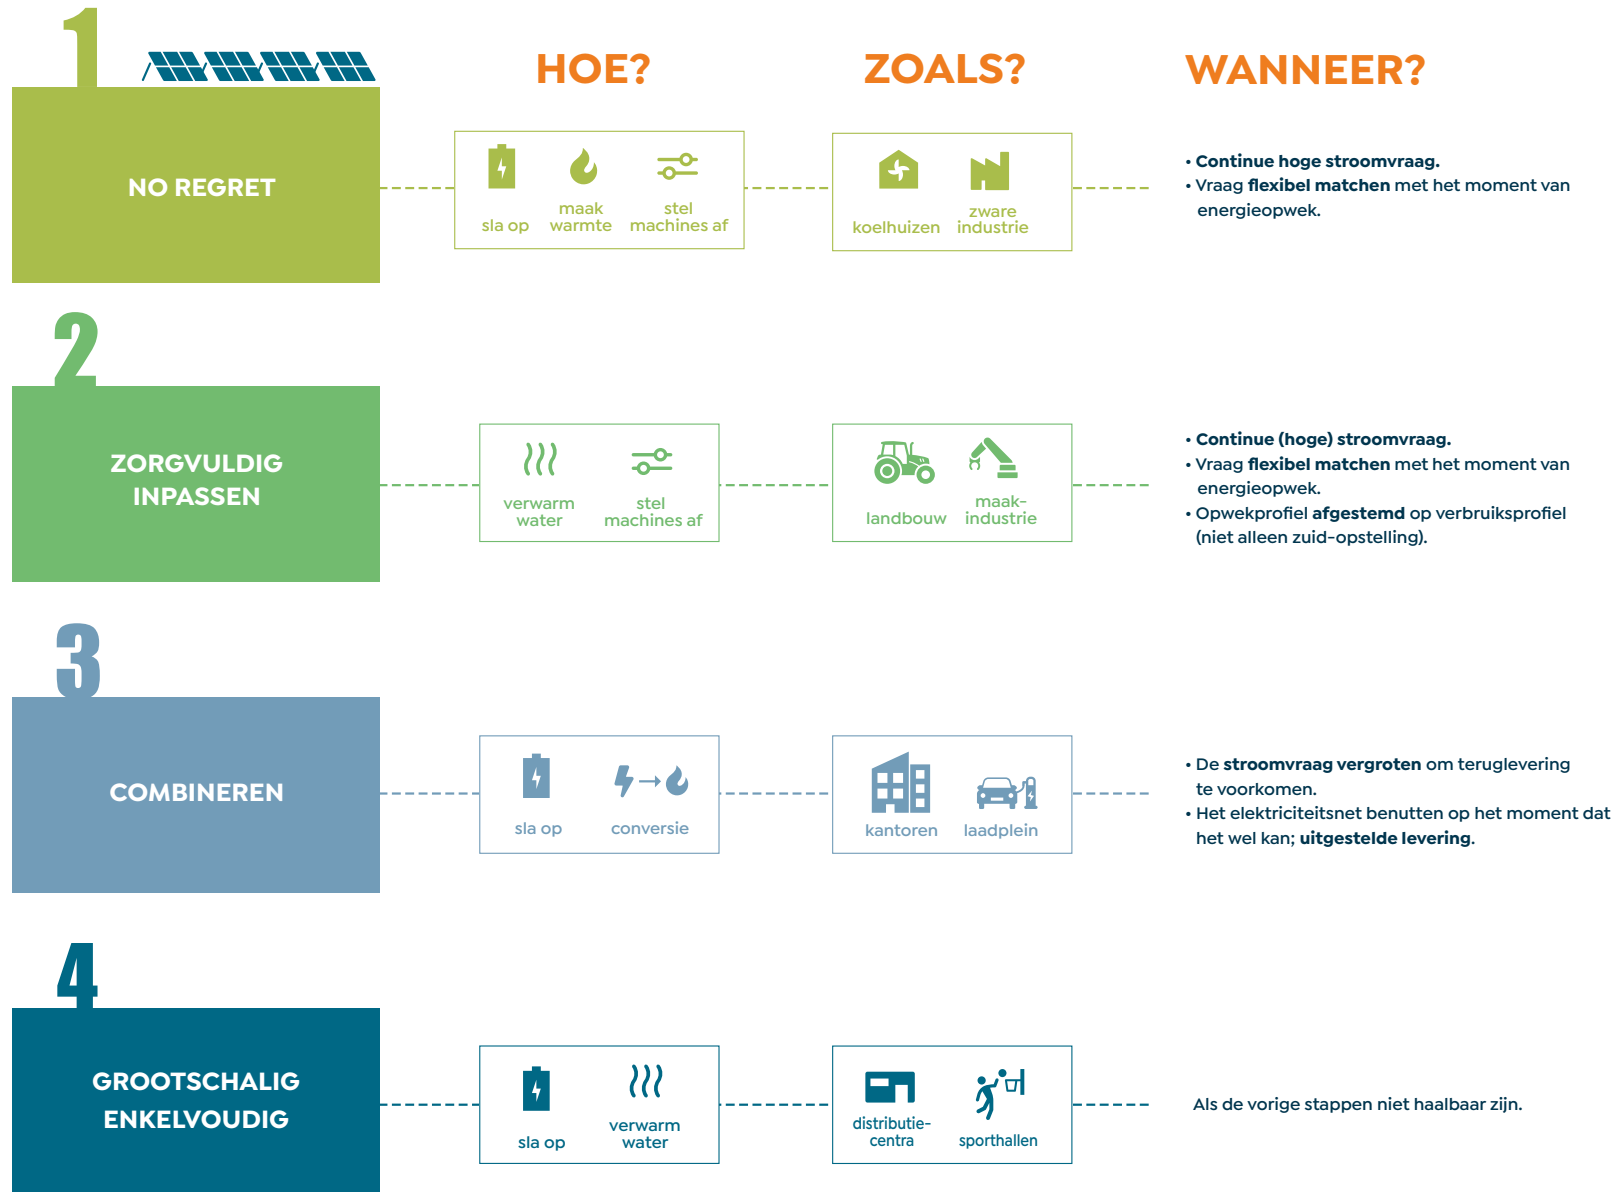 HOE?
ZOALS?
WANNEER?
1
NO REGRET
sla op
maak
warmte
stel
machines af
koelhuizen
zware
industrie
• Continue hoge stroomvraag.
• Vraag flexibel matchen met het moment van
energieopwek.
2
ZORGVULDIG
INPASSEN
verwarm
water
stel
machines af
landbouw
maak-
industrie
• Continue (hoge) stroomvraag.
• Vraag flexibel matchen met het moment van
energieopwek.
• Opwekprofiel afgestemd op verbruiksprofiel
(niet alleen zuid-opstelling).
3
COMBINEREN
sla op
conversie
kantoren
laadplein
• De stroomvraag vergroten om teruglevering
te voorkomen.
• Het elektriciteitsnet benutten op het moment dat
het wel kan; uitgestelde levering.
4
GROOTSCHALIG
ENKELVOUDIG
sla op
verwarm
water
distributie-
centra
sporthallen
Als de vorige stappen niet haalbaar zijn.